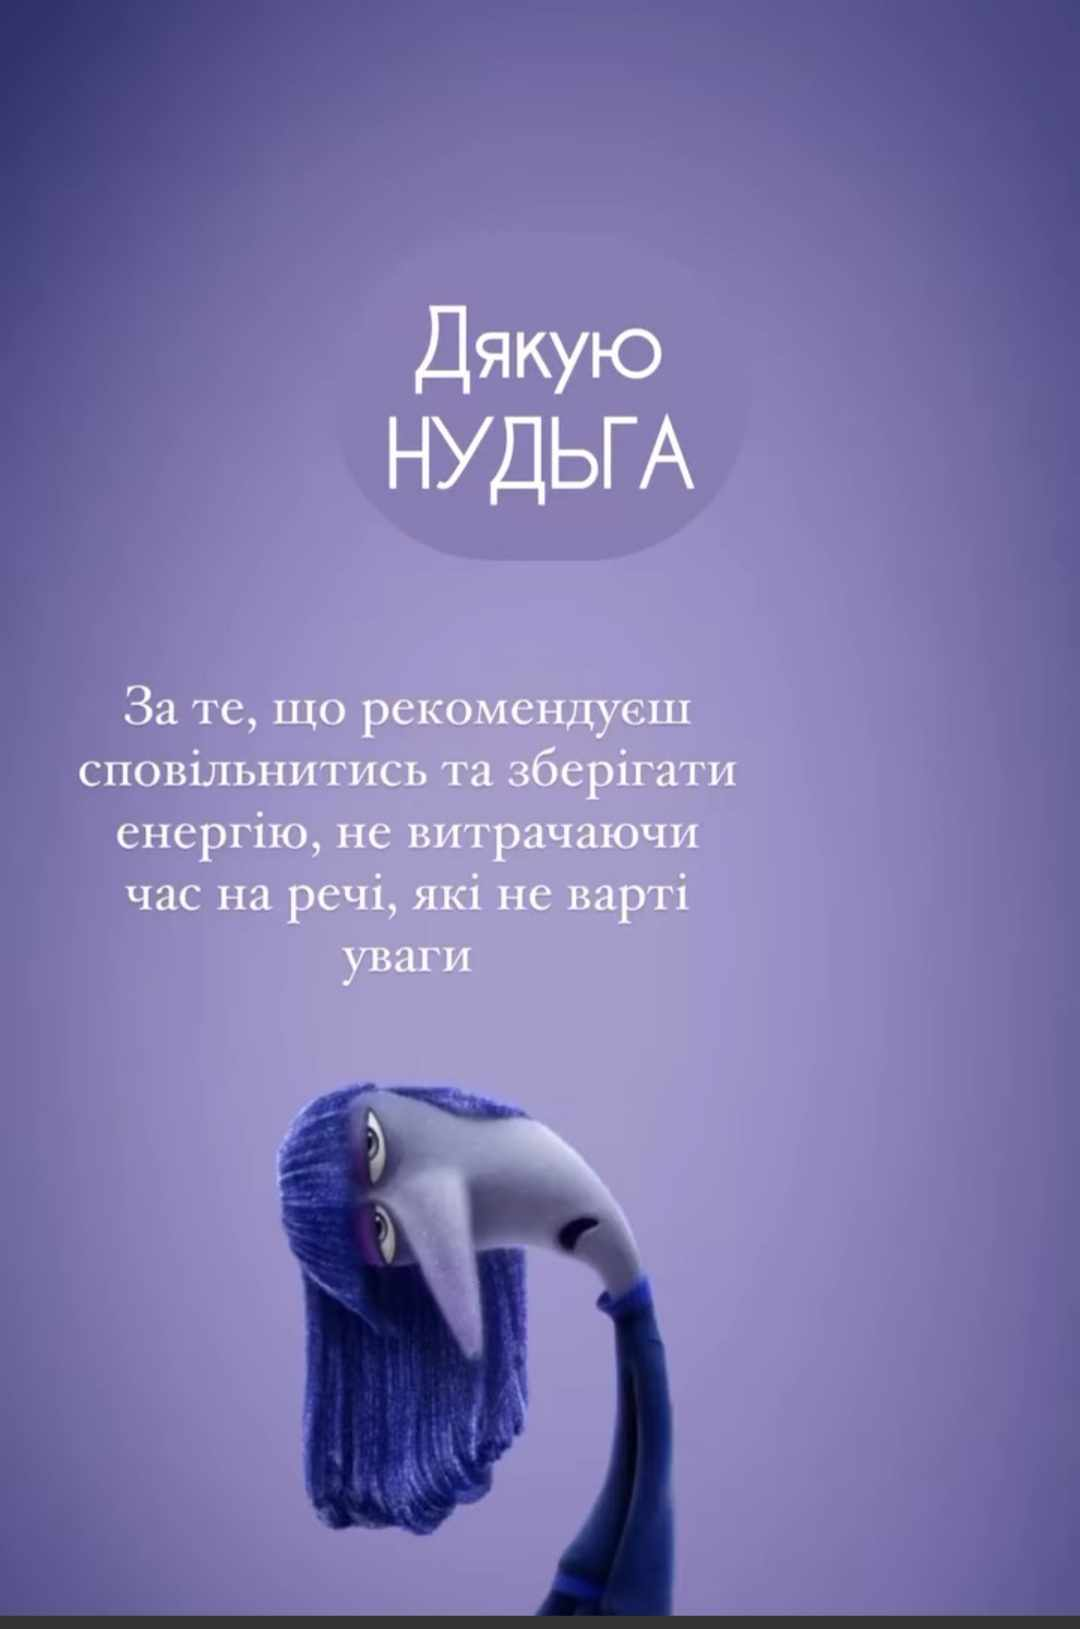 Дякую
НУДЬГА
За те, що рекомендуєш
сповільнитись та зберігати
енергію, не витрачаючи
час на речі, які не варті
уваги